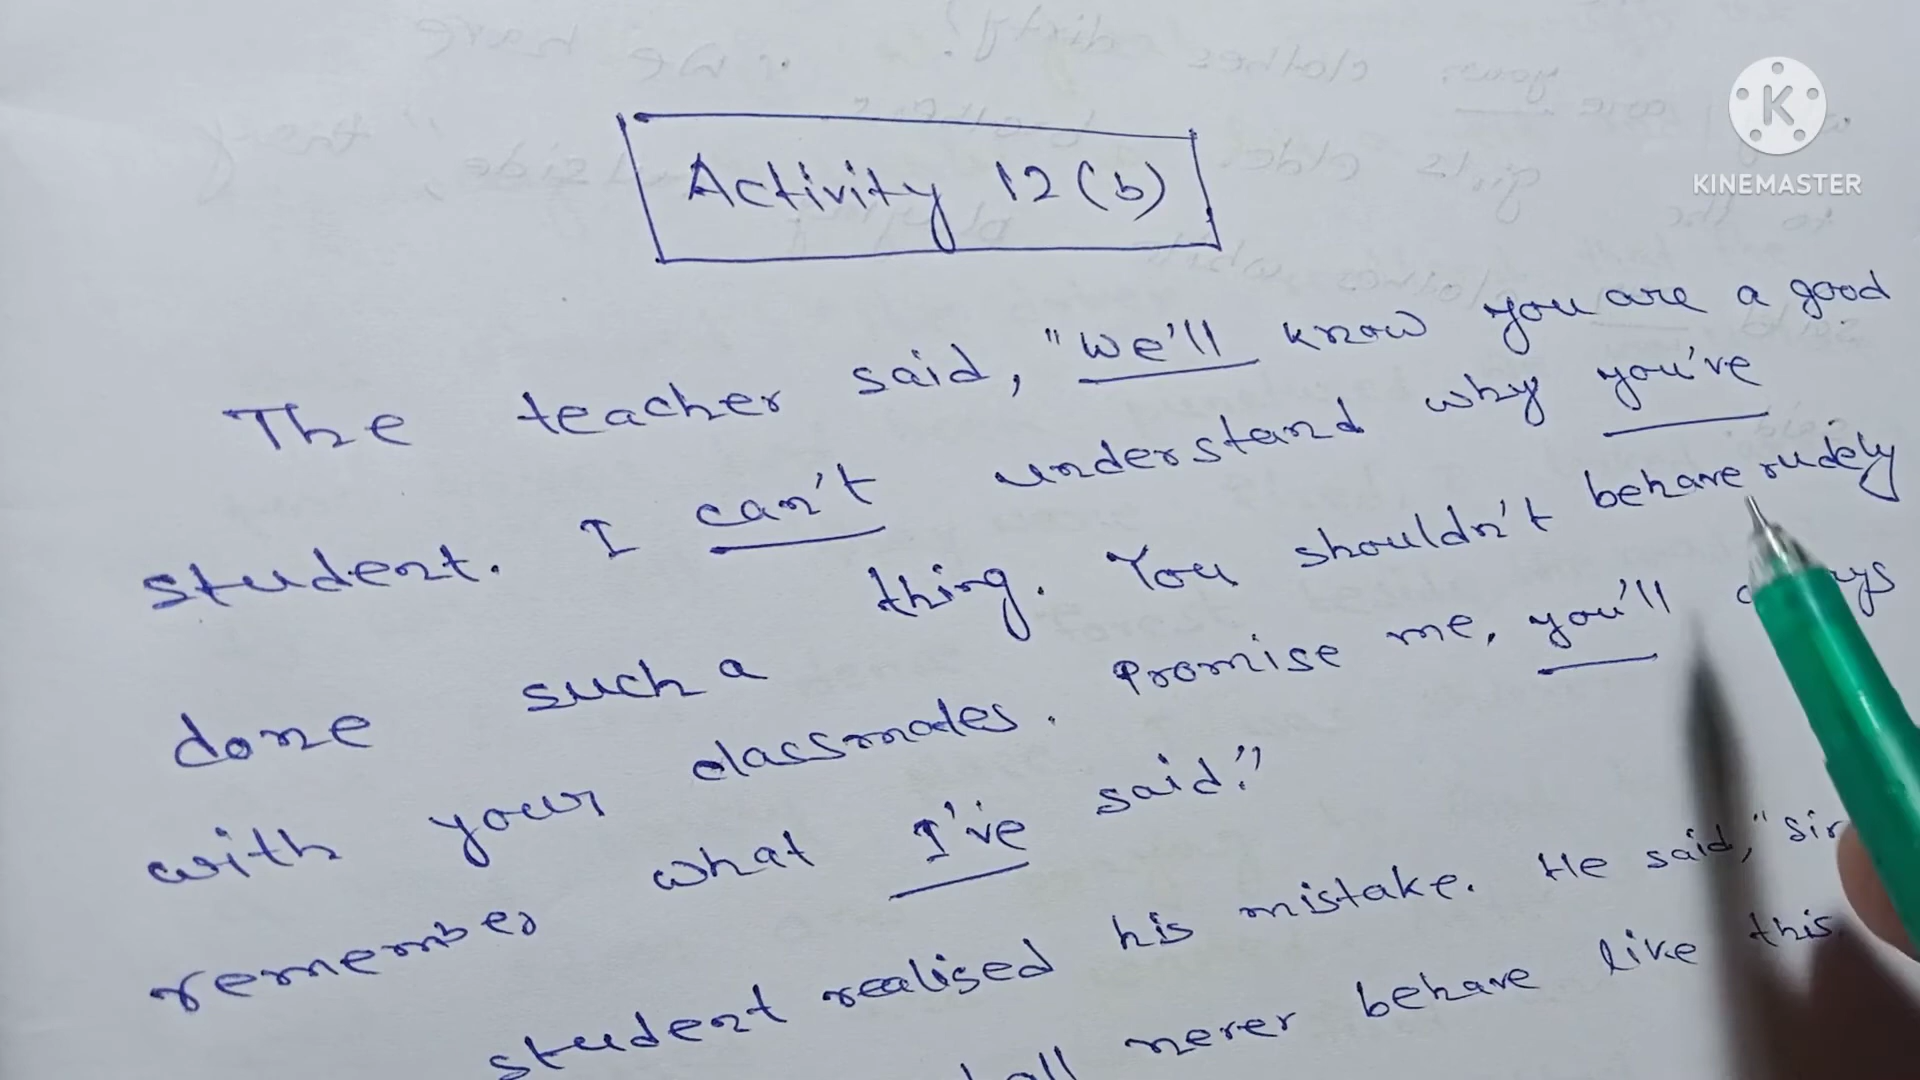 KINEMASTER
Activity 12 (b)
The teacher said, "we'll know you are a good
student. I can't understand why you've
done such a thing. You shouldn't behave rudely
with your classmates. Promise me, you'll
remember what I've said."
student realised his mistake. He said, "sir
never behave like this.